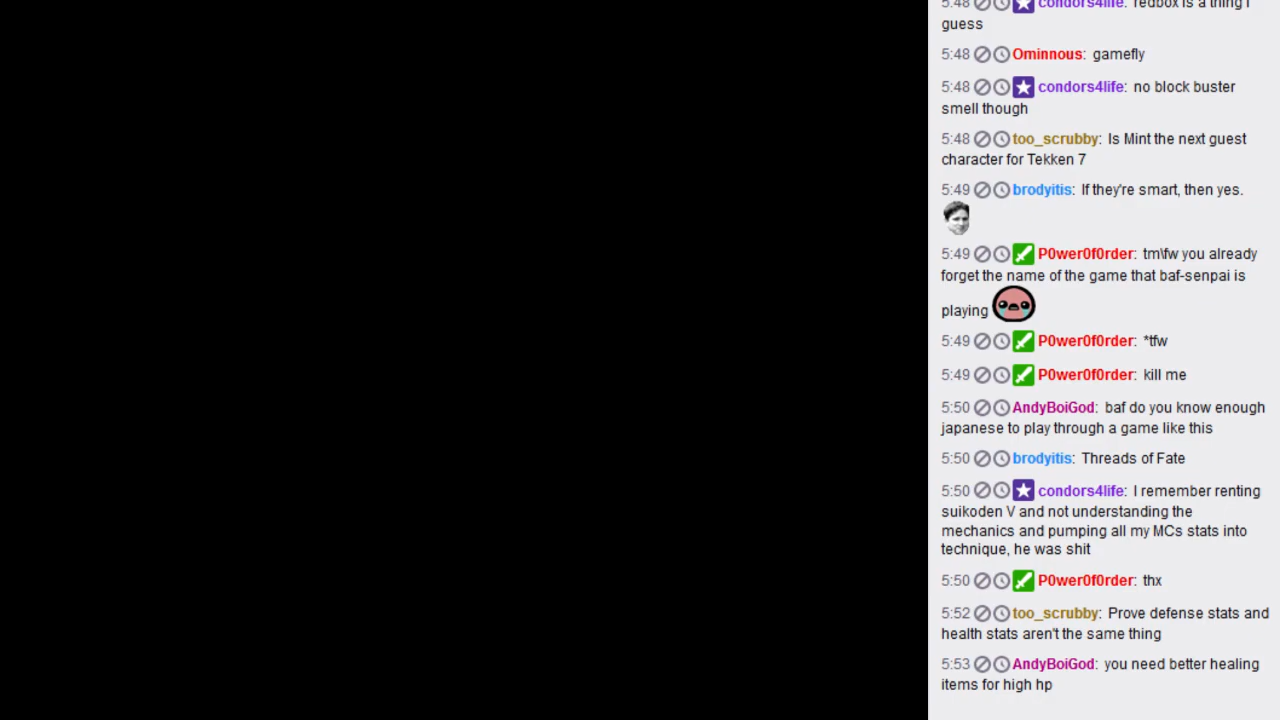 5:48 condors4life: redbox is a thing i
guess
5:48 Ominnous: gamefly
5:48 condors4life: no block buster
smell though
5:48 too_scrubby: Is Mint the next guest
character for Tekken 7
5:49 brodyitis: If they're smart, then yes.
5:49 P0wer0f0rder: tm\fw you already
forget the name of the game that baf-senpai is
playing
5:49 P0wer0f0rder: *tfw
5:49 P0wer0f0rder: kill me
5:50 AndyBoiGod: baf do you know enough
japanese to play through a game like this
5:50 brodyitis: Threads of Fate
5:50 condors4life: I remember renting
suikoden V and not understanding the
mechanics and pumping all my MCs stats into
technique, he was shit
5:50 P0wer0f0rder: thx
5:52 too_scrubby: Prove defense stats and
health stats aren't the same thing
5:53 AndyBoiGod: you need better healing
items for high hp